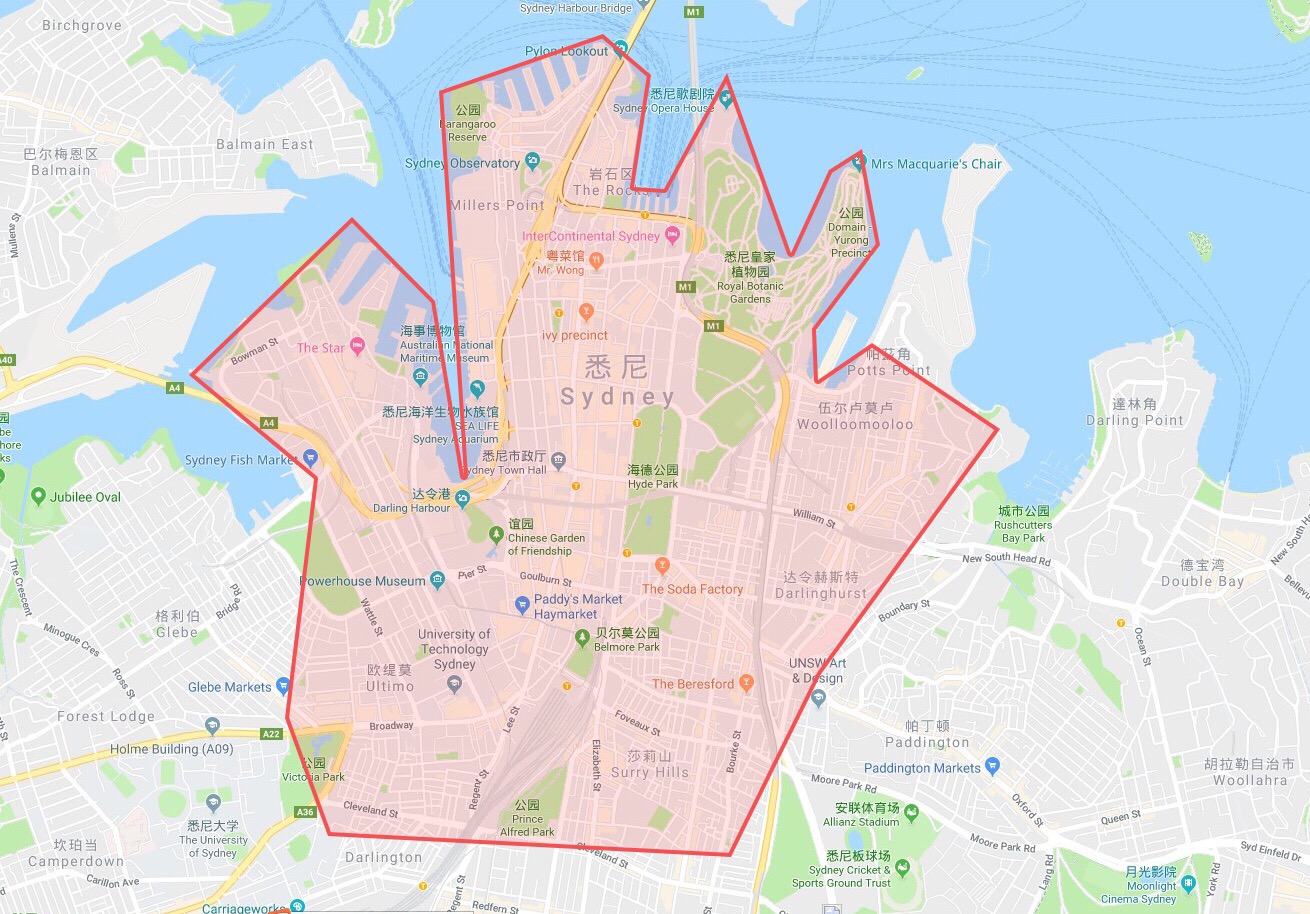 Sydney Harbour Bridge
M1
Birchgrove
Pylon Lookout
悉尼歌剧院
Sydney Opera House
公园
Barangaroo
Reserve
Balmain East
巴尔梅恩区
Balmain
Sydney Observatory
Mrs Macquarie's Chair
岩石区
The Rocks
Millers Point
公园
Domain -
Yurong
Precinct
Mullens St
InterContinental Sydney
粤菜馆
Mr. Wong
悉尼皇家
植物园
Royal Botanic
Gardens
M1
M1
海事博物馆
Australian National
Maritime Museum
ivy precinct
Bowman St
The Star
帕茲角
Potts Point
A40
A4
悉尼
Sydney
達林角
Darling Point
伍尔卢莫卢
Woolloomooloo
悉尼海洋生物水族馆
SEA LIFE
Sydney Aquarium
A4
Sydney Fish Market
悉尼市政厅
Sydney Town Hall
海德公园
Hyde Park
达令港
Darling Harbour
Jubilee Oval
William St
城市公园
Rushcutters
Bay Park
谊园
Chinese Garden
of Friendship
New South Head Rd
New South H
德宝湾
Double Bay
Bellevu
The Crescent
Powerhouse Museum
Pier St
Goulburn St
The Soda Factory
达令赫斯特
Darlinghurst
Paddy's Market
Haymarket
Boundary St
Wattle St
Bridge Rd
格利伯
Glebe
Minogue Cres
University of
Technology
Sydney
贝尔莫公园
Belmore Park
Ocean St
UNSW Art
& Design
欧缇莫
Ultimo
The Beresford
Ross St
Glebe Markets
Forest Lodge
Broadway
Lee St
Foveaux St
帕丁顿
Paddington
A22
Holme Building (A09)
Elizabeth St
Bourke St
莎莉山
Surry Hills
公园
Victoria Park
Paddington Markets
胡拉勒自治市
Woollahra
Regent St
Moore Park Rd
Oxford St
公园
Prince
Alfred Park
A36
Cleveland St
安联体育场
Allianz Stadium
Queen St
悉尼大学
The University
of Sydney
坎珀当
Camperdown
Darlington
Cleveland St
Moore Park Rd
Syd Einfeld Dr
悉尼板球场
Sydney Cricket &
Sports Ground Trust
Lang Rd
York Rd
月光影院
Moonlight
Cinema Sydney
Carillon Ave
Carriageworks
Regent St
Redfern St